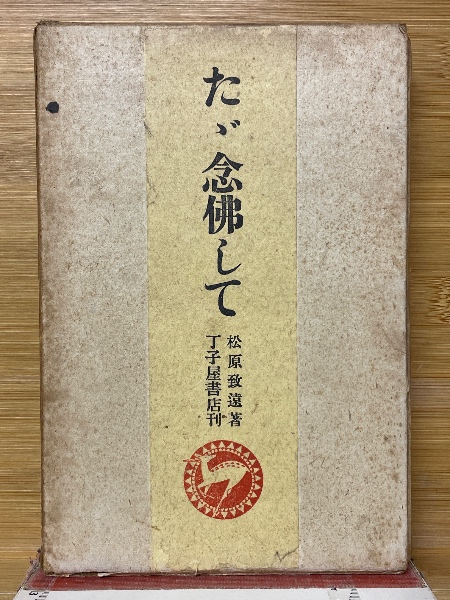 たゞ念佛して
松原致遠著
丁子屋書店刊